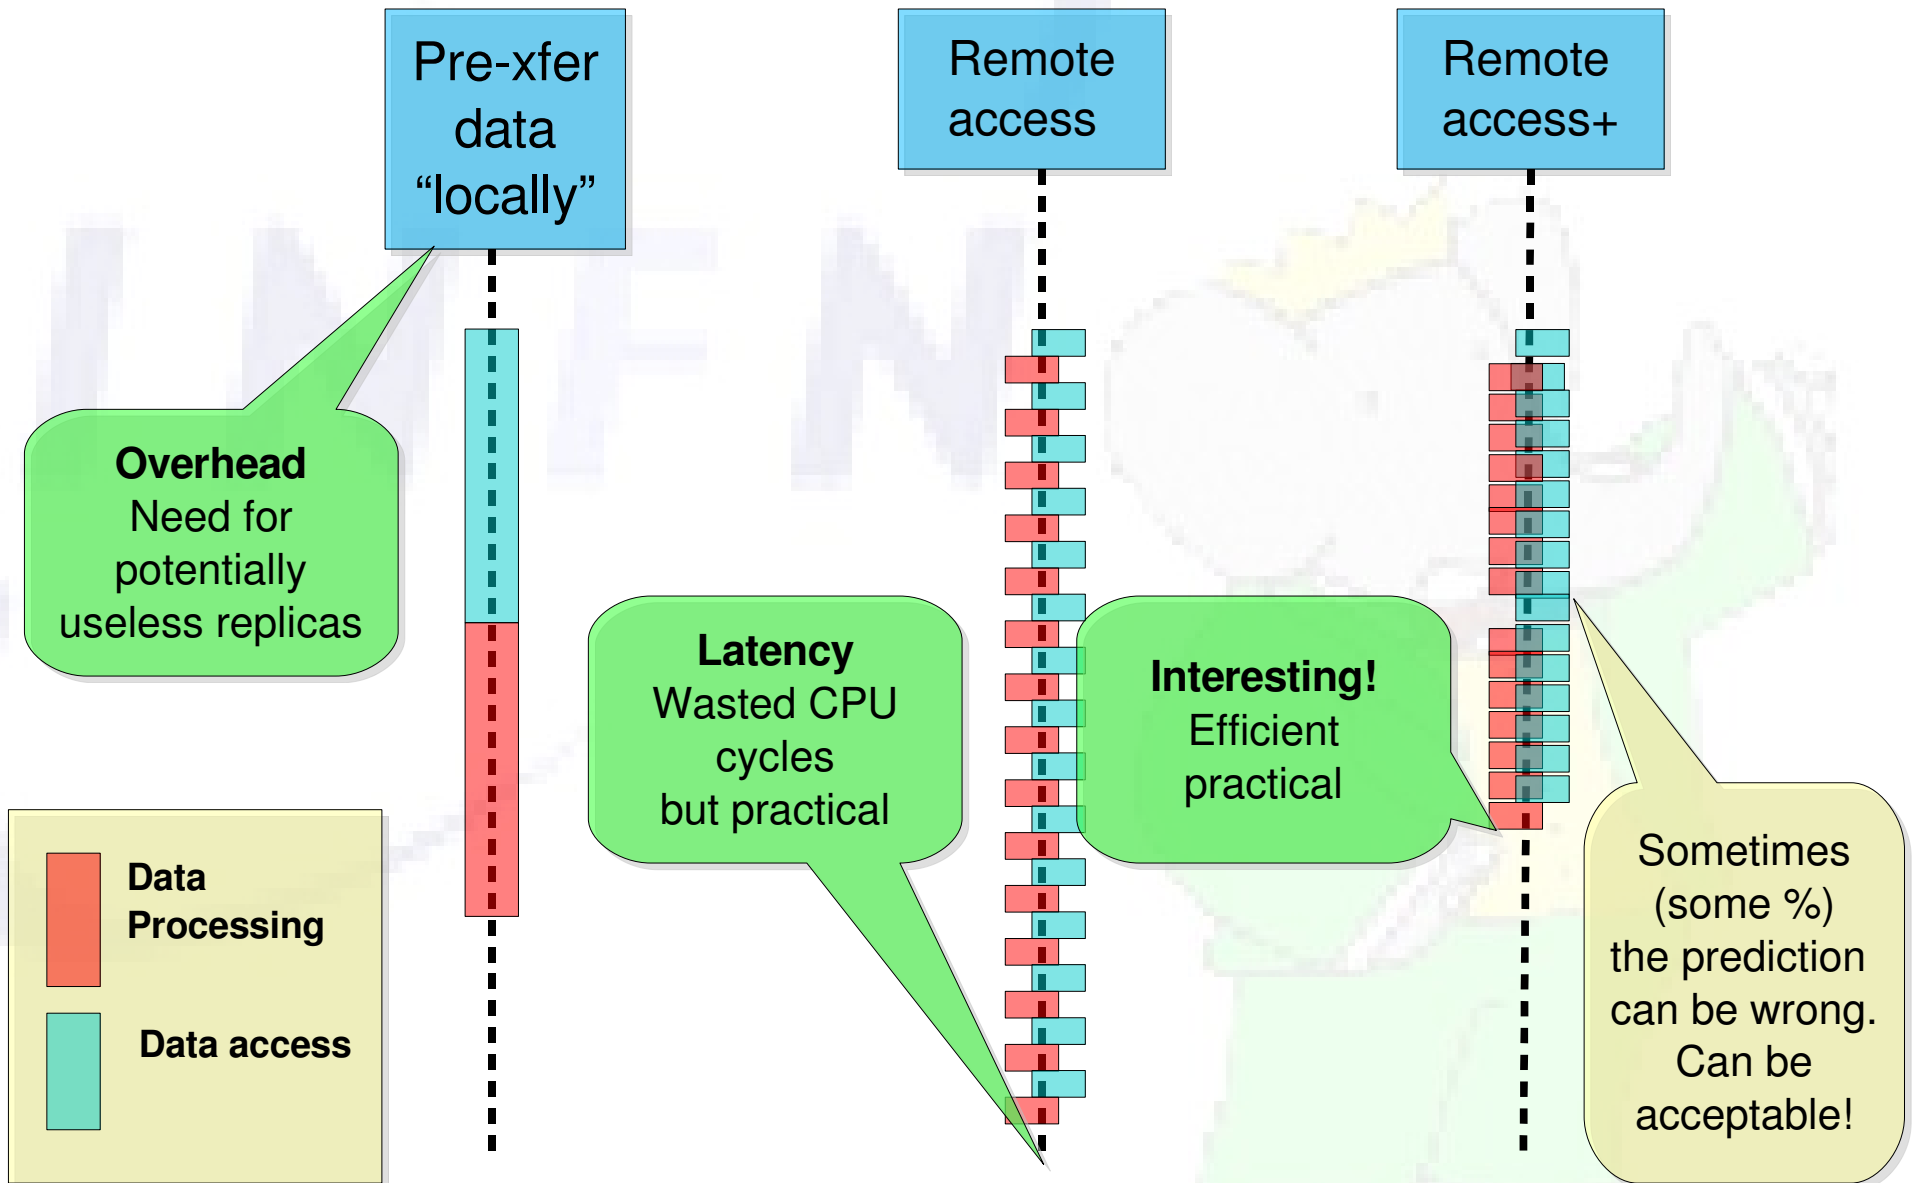 Pre-xfer
data
“locally”
Remote
access
Remote
access+
Overhead
Need for
potentially
useless replicas
Latency
Wasted CPU
cycles
but practical
Interesting!
Efficient
practical
Sometimes
(some %)
the prediction
can be wrong.
Can be
acceptable!
Data
Processing
Data access
INFN